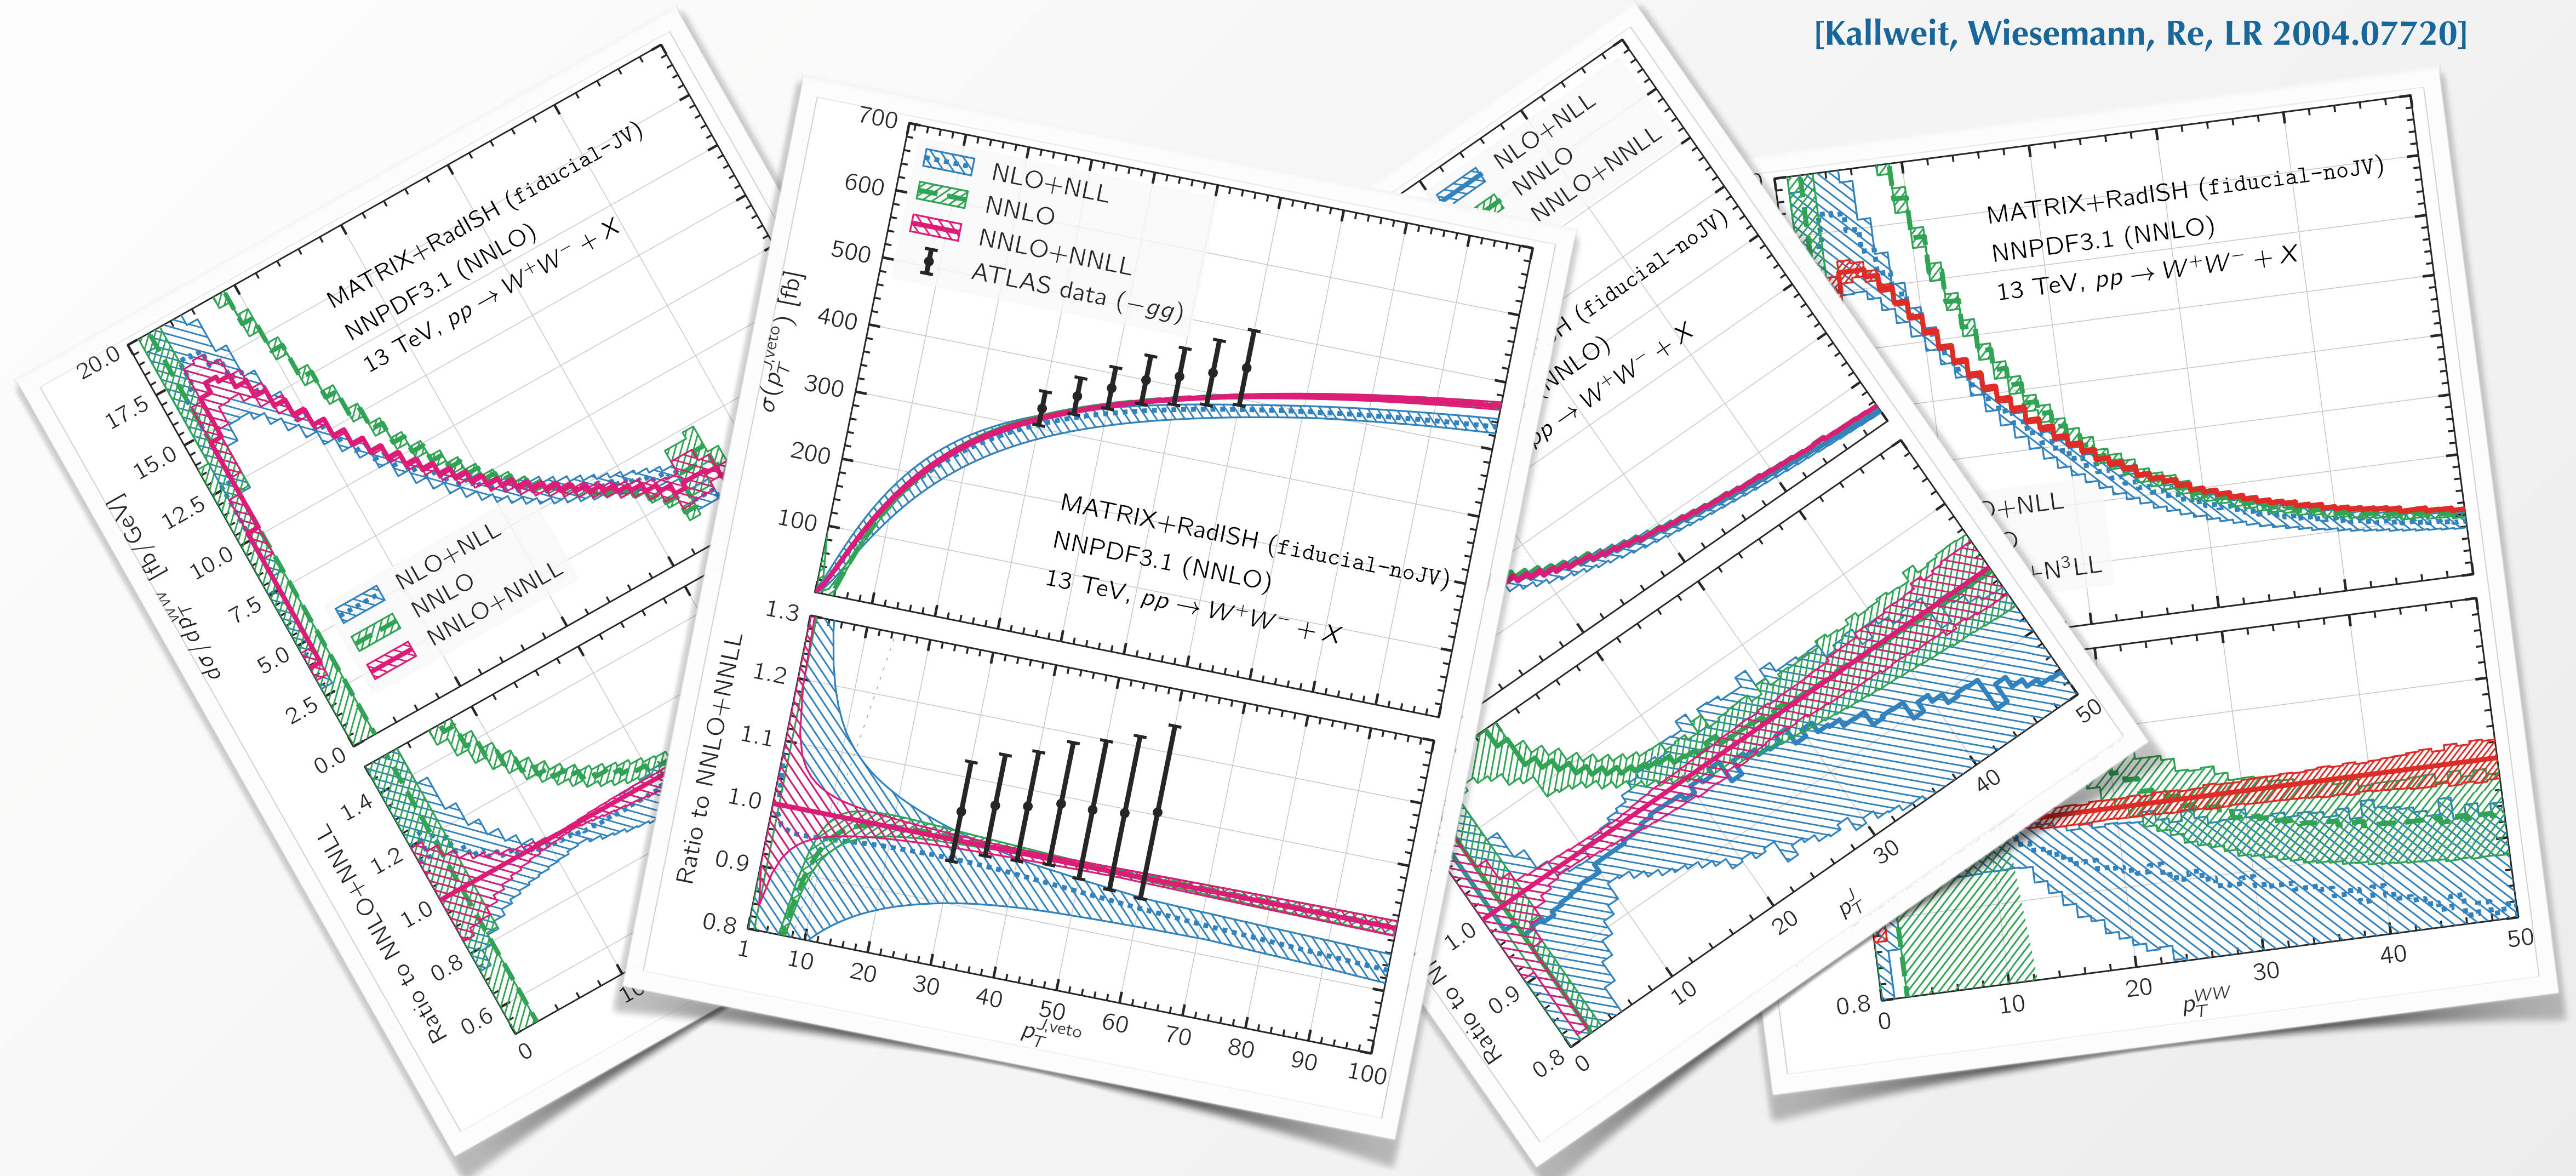 [Kallweit, Wiesemann, Re, LR 2004.07720]
MATRIX+RadISH (fiducial-JV)
NNPDF3.1 (NNLO)
13 TeV, pp → W⁺W⁻ + X
20.0
17.5
15.0
12.5
10.0
7.5
5.0
2.5
0.0
dσ/dp_T^WW [fb/GeV]
NLO+NLL
NNLO
NNLO+NNLL
Ratio to NNLO+NNLL
1.4
1.2
1.0
0.8
0.6
0
10
700
600
500
400
300
200
100
σ(p_T^J,veto) [fb]
NLO+NLL
NNLO
NNLO+NNLL
ATLAS data (−gg)
MATRIX+RadISH (fiducial-noJV)
NNPDF3.1 (NNLO)
13 TeV, pp → W⁺W⁻ + X
Ratio to NNLO+NNLL
1.3
1.2
1.1
1.0
0.9
0.8
1
10
20
30
40
50
60
70
80
90
100
p_T^J,veto
NLO+NLL
NNLO
NNLO+NNLL
(fiducial-noJV)
pp → W⁺W⁻ + X
Ratio to
1.0
0.9
0.8
0
10
20
30
40
50
p_T^J
MATRIX+RadISH (fiducial-noJV)
NNPDF3.1 (NNLO)
13 TeV, pp → W⁺W⁻ + X
+NLL
+N³LL
0.8
0
10
20
30
40
50
p_T^WW